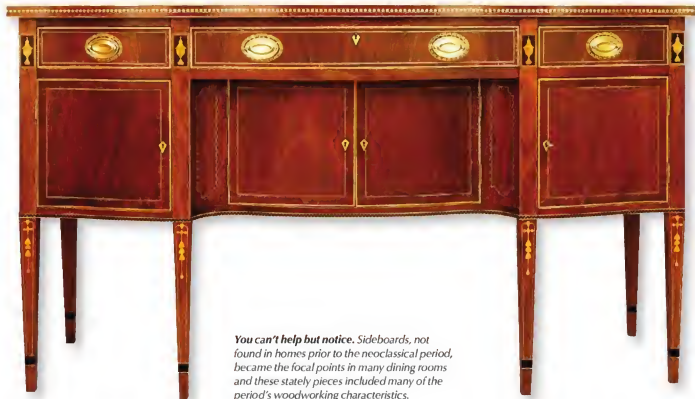 You can't help but notice. Sideboards, not
found in homes prior to the neoclassical period,
became the focal points in many dining rooms
and these stately pieces included many of the
period's woodworking characteristics.